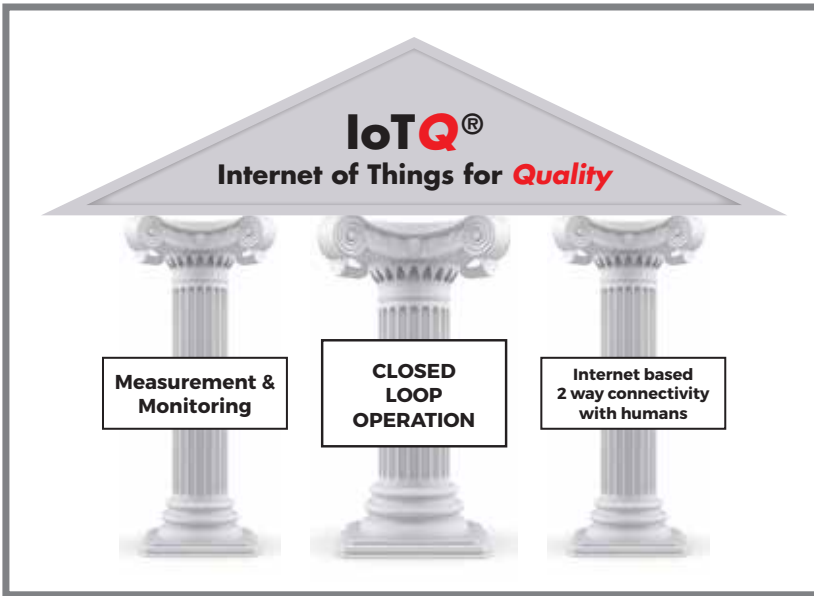 IoTQ®
Internet of Things for Quality
Measurement &
Monitoring
CLOSED
LOOP
OPERATION
Internet based
2 way connectivity
with humans